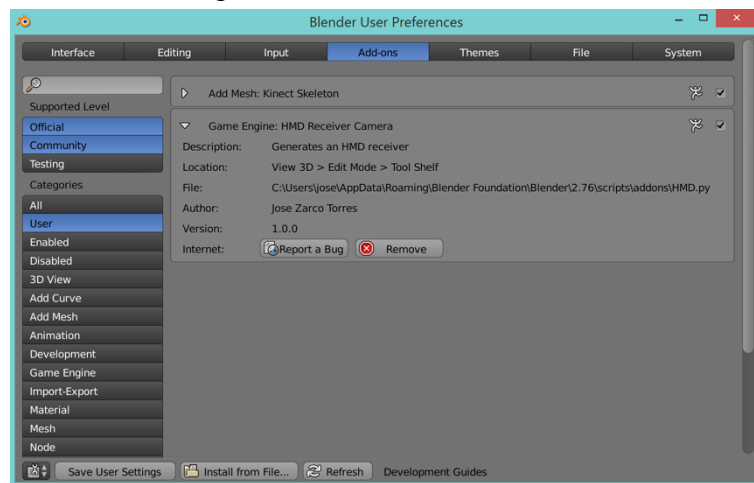 Blender User Preferences
Interface Editing Input Add-ons Themes File System
Supported Level
Official
Community
Testing
Categories
All
User
Enabled
Disabled
3D View
Add Curve
Add Mesh
Animation
Development
Game Engine
Import-Export
Material
Mesh
Node
Add Mesh: Kinect Skeleton
Game Engine: HMD Receiver Camera
Description: Generates an HMD receiver
Location: View 3D > Edit Mode > Tool Shelf
File: C:\Users\jose\AppData\Roaming\Blender Foundation\Blender\2.76\scripts\addons\HMD.py
Author: Jose Zarco Torres
Version: 1.0.0
Internet: Report a Bug Remove
Save User Settings Install from File... Refresh Development Guides